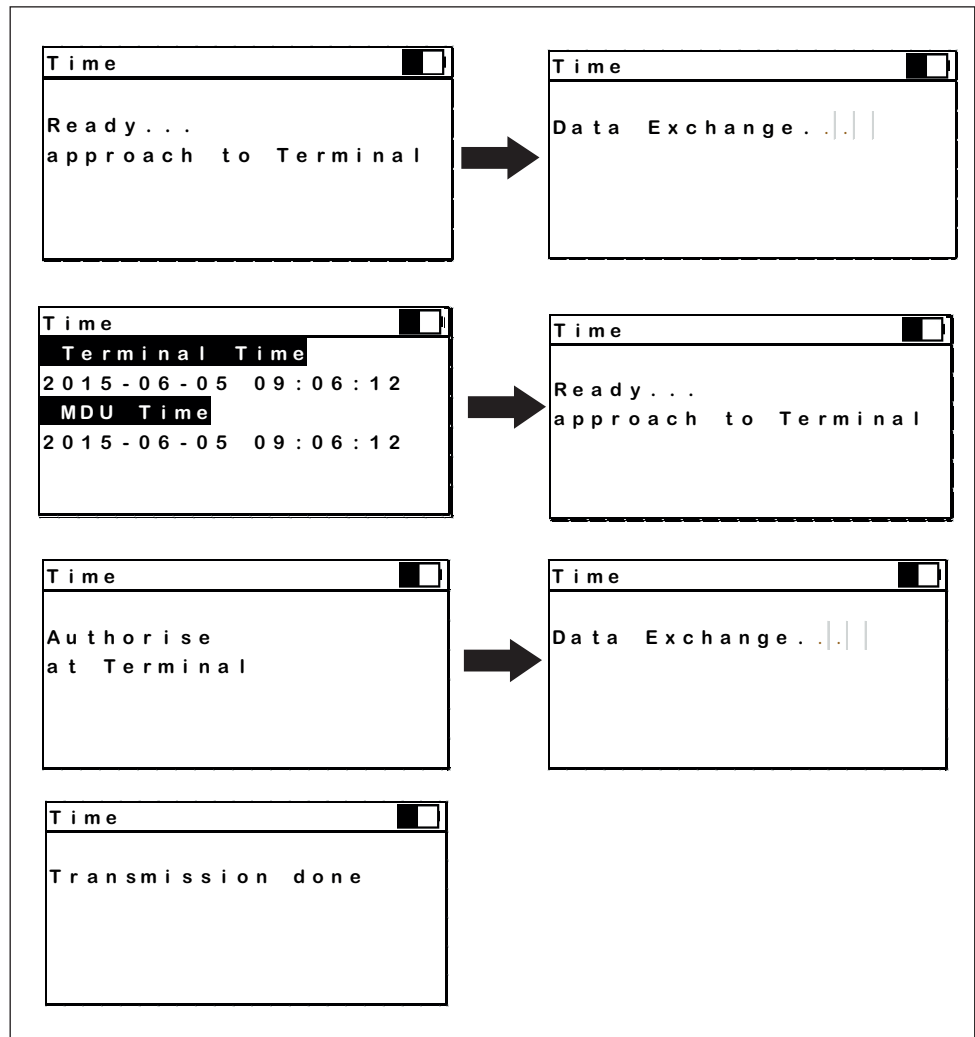 Time
Ready...
approach to Terminal
Time
Data Exchange...
Time
Terminal Time
2015-06-05 09:06:12
MDU Time
2015-06-05 09:06:12
Time
Ready...
approach to Terminal
Time
Authorise
at Terminal
Time
Data Exchange...
Time
Transmission done